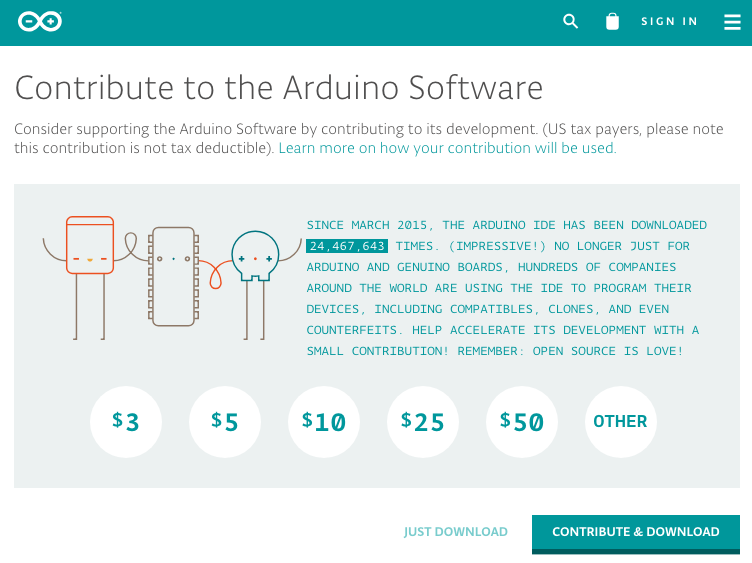 SIGN IN
Contribute to the Arduino Software
Consider supporting the Arduino Software by contributing to its development. (US tax payers, please note
this contribution is not tax deductible). Learn more on how your contribution will be used.
SINCE MARCH 2015, THE ARDUINO IDE HAS BEEN DOWNLOADED
24,467,643 TIMES. (IMPRESSIVE!) NO LONGER JUST FOR
ARDUINO AND GENUINO BOARDS, HUNDREDS OF COMPANIES
AROUND THE WORLD ARE USING THE IDE TO PROGRAM THEIR
DEVICES, INCLUDING COMPATIBLES, CLONES, AND EVEN
COUNTERFEITS. HELP ACCELERATE ITS DEVELOPMENT WITH A
SMALL CONTRIBUTION! REMEMBER: OPEN SOURCE IS LOVE!
$3 $5 $10 $25 $50 OTHER
JUST DOWNLOAD CONTRIBUTE & DOWNLOAD